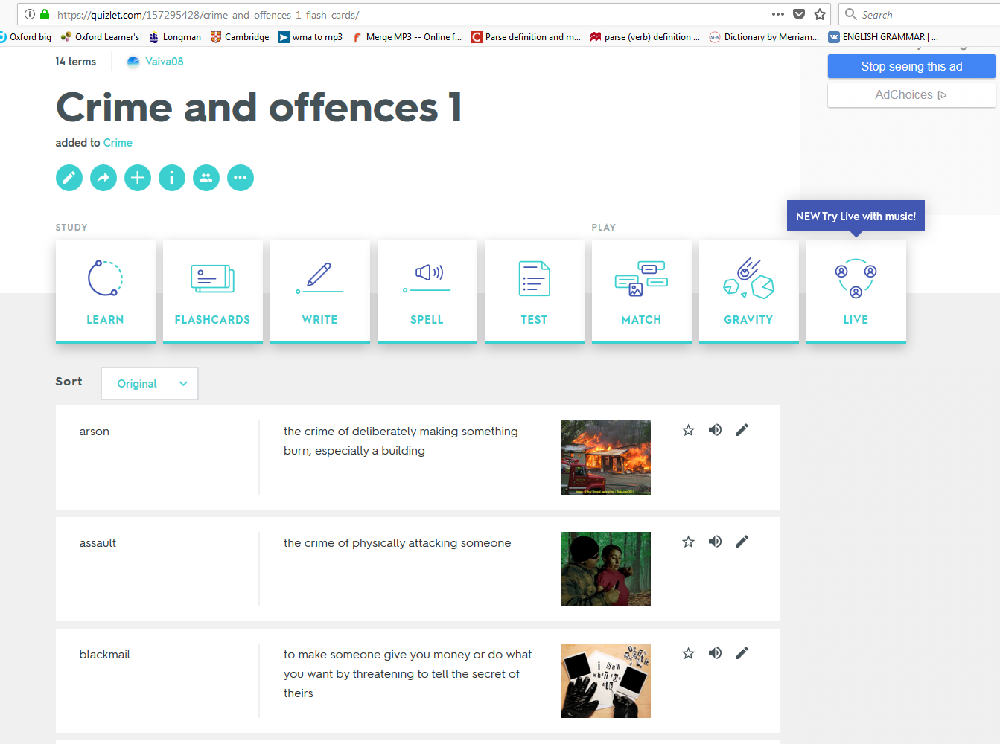 https://quizlet.com/157295428/crime-and-offences-1-flash-cards/
Search
Oxford big
Oxford Learner's
Longman
Cambridge
wma to mp3
Merge MP3 -- Online f...
Parse definition and m...
parse (verb) definition ...
Dictionary by Merriam...
ENGLISH GRAMMAR | ...
14 terms
Vaiva08
Stop seeing this ad
AdChoices
Crime and offences 1
added to Crime
NEW Try Live with music!
STUDY
PLAY
LEARN
FLASHCARDS
WRITE
SPELL
TEST
MATCH
GRAVITY
LIVE
Sort
Original
arson
the crime of deliberately making something
burn, especially a building
assault
the crime of physically attacking someone
blackmail
to make someone give you money or do what
you want by threatening to tell the secret of
theirs
i saw